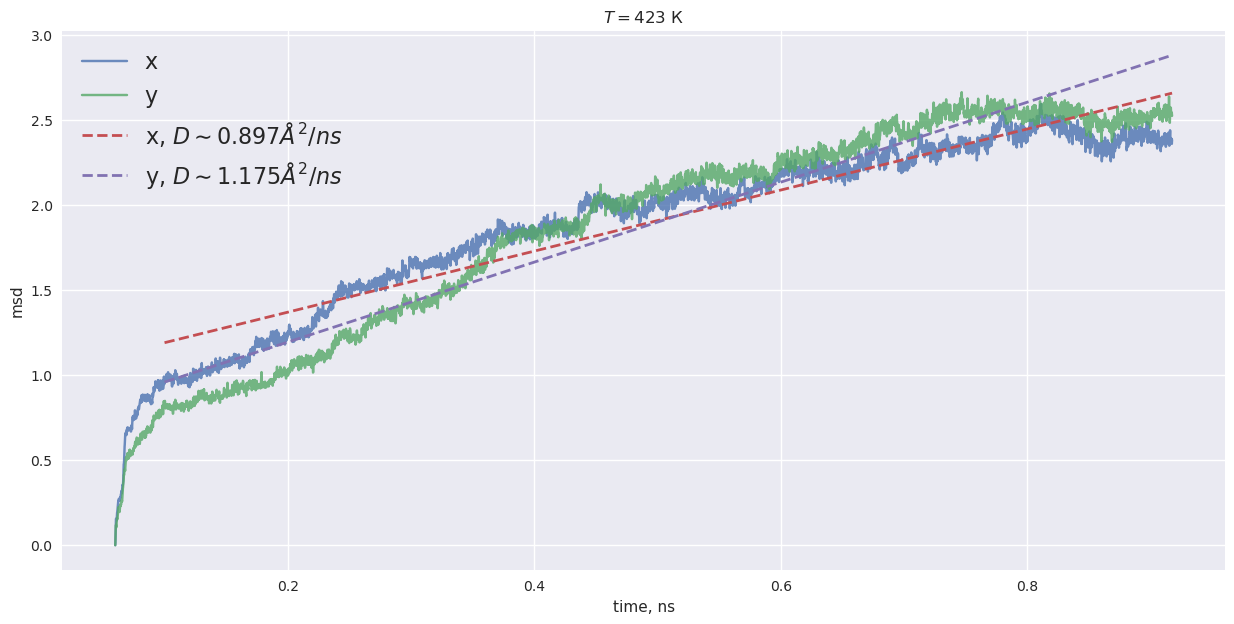 T = 423 K
3.0
2.5
2.0
1.5
1.0
0.5
0.0
msd
x
y
x, D ∼ 0.897Å²/ns
y, D ∼ 1.175Å²/ns
0.2 0.4 0.6 0.8
time, ns